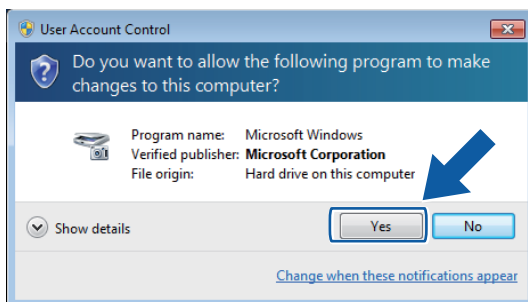 User Account Control
Do you want to allow the following program to make
changes to this computer?
Program name: Microsoft Windows
Verified publisher: Microsoft Corporation
File origin: Hard drive on this computer
Show details Yes No
Change when these notifications appear